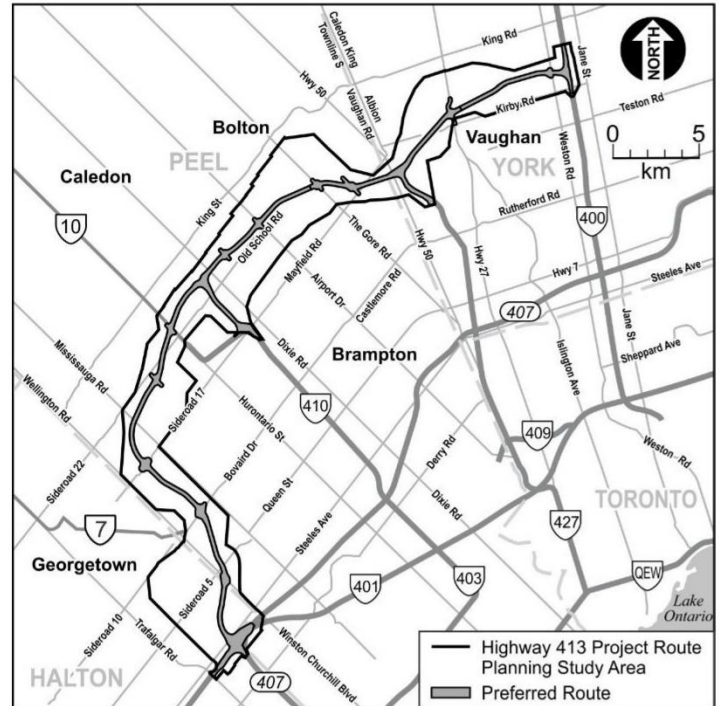 King Rd
Caledon King
Townline S
Jane St
NORTH
Hwy 50
Albion
Vaughan Rd
Kirby Rd
Teston Rd
Bolton
Vaughan
0 5
km
PEEL
YORK
Weston Rd
Caledon
King St
Rutherford Rd
10
Old School Rd
The Gore Rd
400
Mayfield Rd
Hwy 50
Hwy 27
Airport Dr
Castlemore Rd
Hwy 7
Steeles Ave
407
Mississauga Rd
Dixie Rd
Brampton
Jane St
Wellington Rd
Sideroad 17
Islington Ave
Sheppard Ave
410
Hurontario St
409
Sideroad 22
Bovaird Dr
Derry Rd
Weston Rd
Queen St
Dixie Rd
TORONTO
7
Steeles Ave
427
Georgetown
401
403
QEW
Sideroad 5
Lake
Ontario
Sideroad 10
Trafalgar Rd
Winston Churchill Blvd
HALTON
407
Highway 413 Project Route
Planning Study Area
Preferred Route